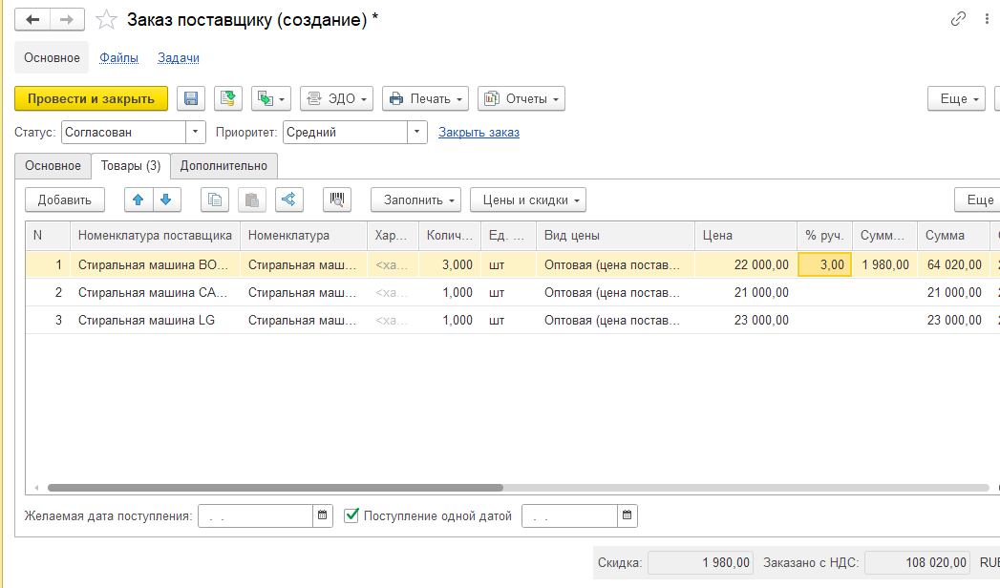 Заказ поставщику (создание) *
Основное Файлы Задачи
Провести и закрыть ЭДО Печать Отчеты Еще
Статус: Согласован Приоритет: Средний Закрыть заказ
Основное Товары (3) Дополнительно
Добавить Заполнить Цены и скидки Еще
N Номенклатура поставщика Номенклатура Хар... Колич... Ед. ... Вид цены Цена % руч. Сумм... Сумма
1 Стиральная машина BO... Стиральная маш... <ха... 3,000 шт Оптовая (цена постав... 22 000,00 3,00 1 980,00 64 020,00
2 Стиральная машина CA... Стиральная маш... <ха... 1,000 шт Оптовая (цена постав... 21 000,00 21 000,00
3 Стиральная машина LG Стиральная маш... <ха... 1,000 шт Оптовая (цена постав... 23 000,00 23 000,00
Желаемая дата поступления: . . Поступление одной датой . .
Скидка: 1 980,00 Заказано с НДС: 108 020,00 RUB